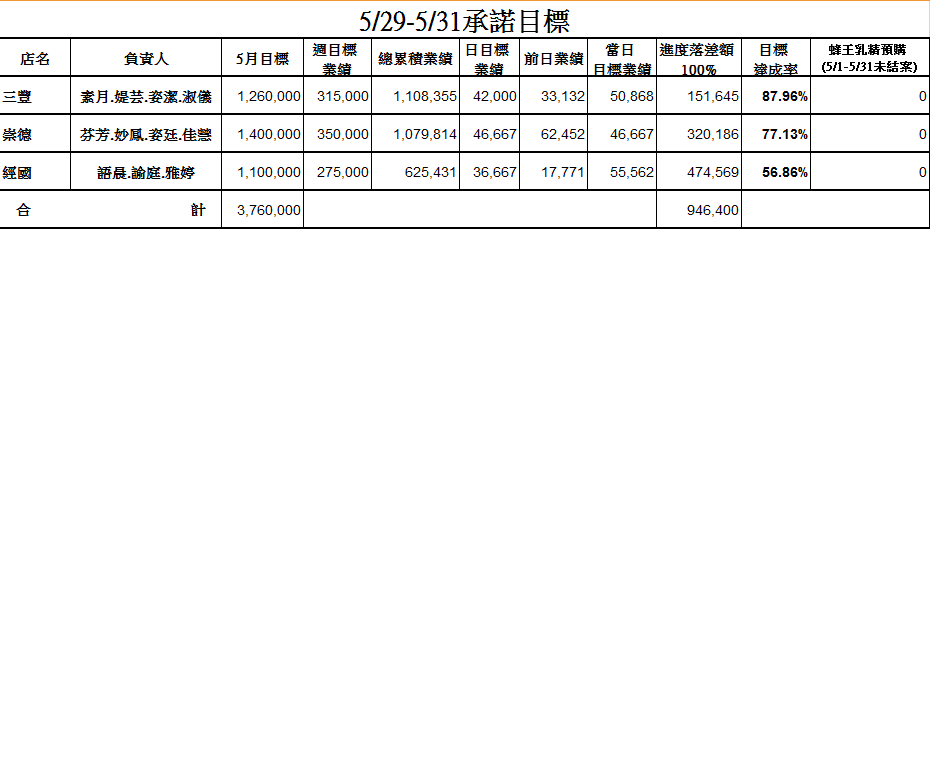 5/29-5/31承諾目標
店名 負責人 5月目標 週目標業績 總累積業績 日目標業績 前日業績 當日目標業績 進度落差額100% 目標達成率 蜂王乳精預購(5/1-5/31未結案)
三豐 素月.媞芸.姿潔.淑儀 1,260,000 315,000 1,108,355 42,000 33,132 50,868 151,645 87.96% 0
崇德 芬芳.妙鳳.姿廷.佳慧 1,400,000 350,000 1,079,814 46,667 62,452 46,667 320,186 77.13% 0
經國 語晨.諭庭.雅婷 1,100,000 275,000 625,431 36,667 17,771 55,562 474,569 56.86% 0
合 計 3,760,000 946,400